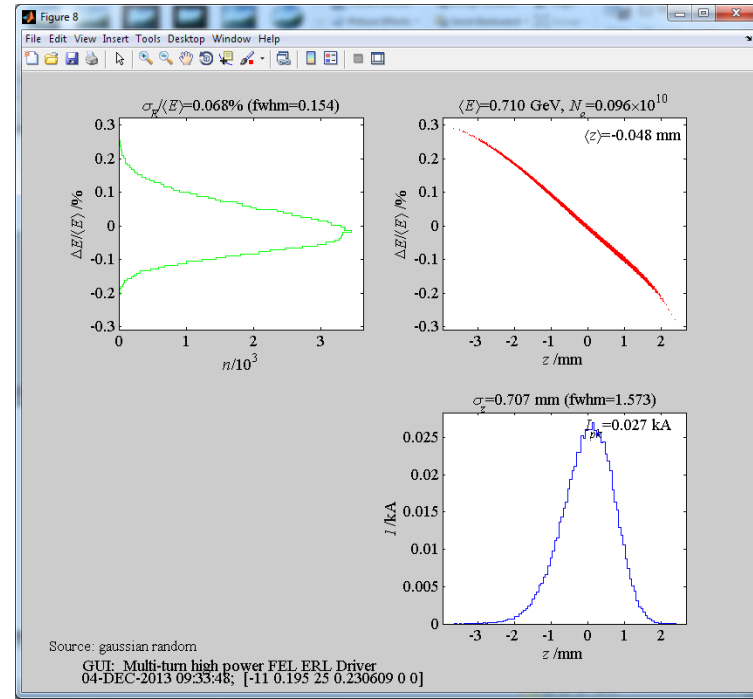 Figure 8
File Edit View Insert Tools Desktop Window Help
σ_E/⟨E⟩=0.068% (fwhm=0.154)
0.3
0.2
0.1
0
-0.1
-0.2
-0.3
ΔE/⟨E⟩ /%
0 1 2 3
n/10³
⟨E⟩=0.710 GeV, N_e=0.096×10¹⁰
⟨z⟩=-0.048 mm
0.3
0.2
0.1
0
-0.1
-0.2
-0.3
ΔE/⟨E⟩ /%
-3 -2 -1 0 1 2
z /mm
σ_z=0.707 mm (fwhm=1.573)
I_pk=0.027 kA
0.025
0.02
0.015
0.01
0.005
0
I /kA
-3 -2 -1 0 1 2
z /mm
Source: gaussian random
GUI: Multi-turn high power FEL ERL Driver
04-DEC-2013 09:33:48; [-11 0.195 25 0.230609 0 0]